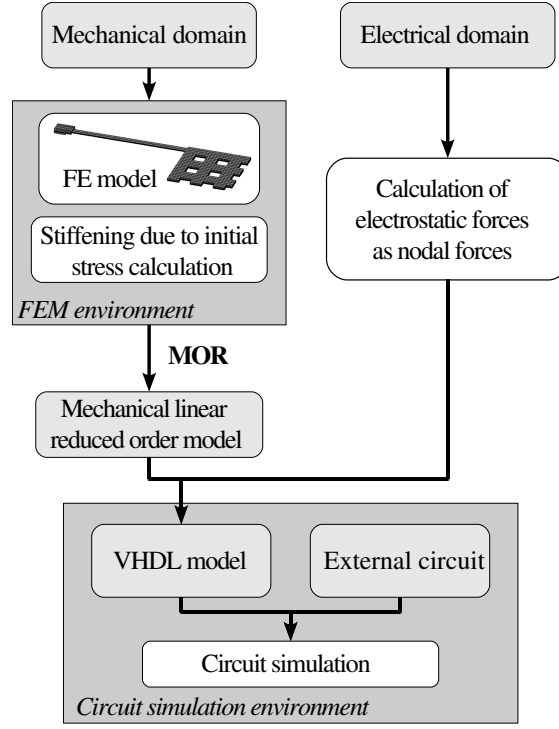 Mechanical domain
Electrical domain
FE model
Stiffening due to initial
stress calculation
FEM environment
Calculation of
electrostatic forces
as nodal forces
MOR
Mechanical linear
reduced order model
VHDL model
External circuit
Circuit simulation
Circuit simulation environment